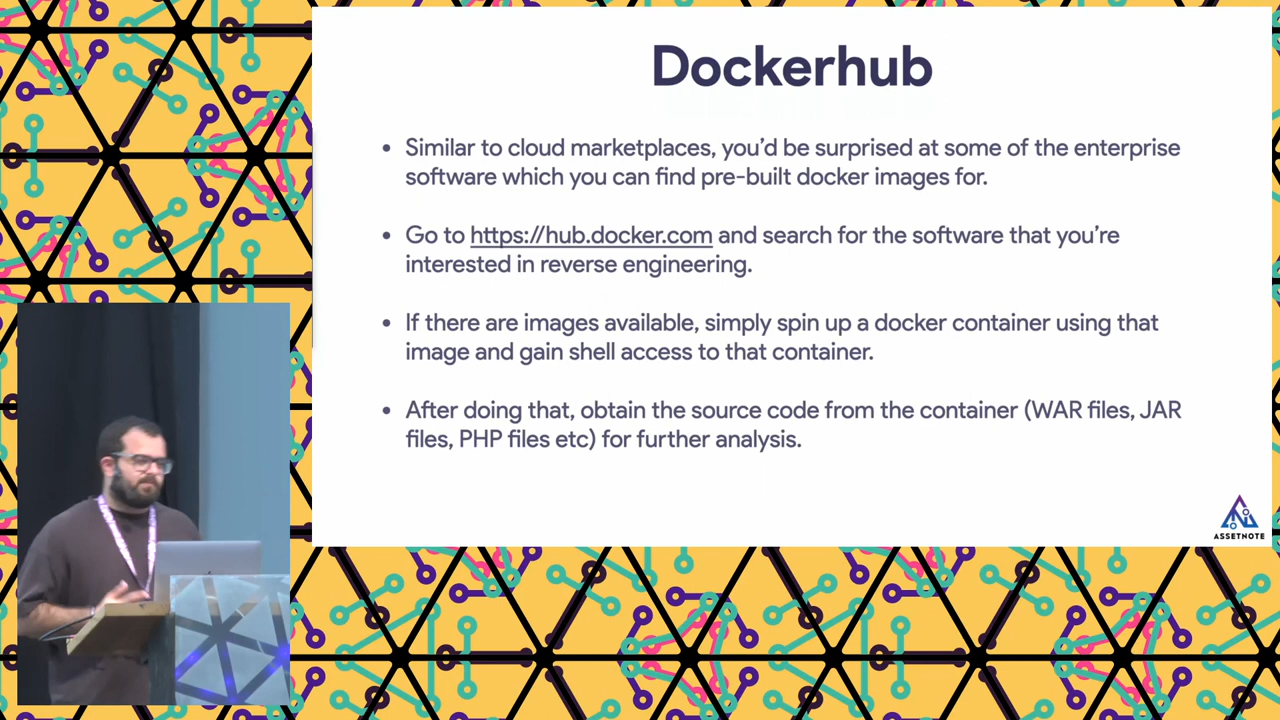 Dockerhub
• Similar to cloud marketplaces, you’d be surprised at some of the enterprise
software which you can find pre-built docker images for.
• Go to https://hub.docker.com and search for the software that you’re
interested in reverse engineering.
• If there are images available, simply spin up a docker container using that
image and gain shell access to that container.
• After doing that, obtain the source code from the container (WAR files, JAR
files, PHP files etc) for further analysis.
ASSETNOTE